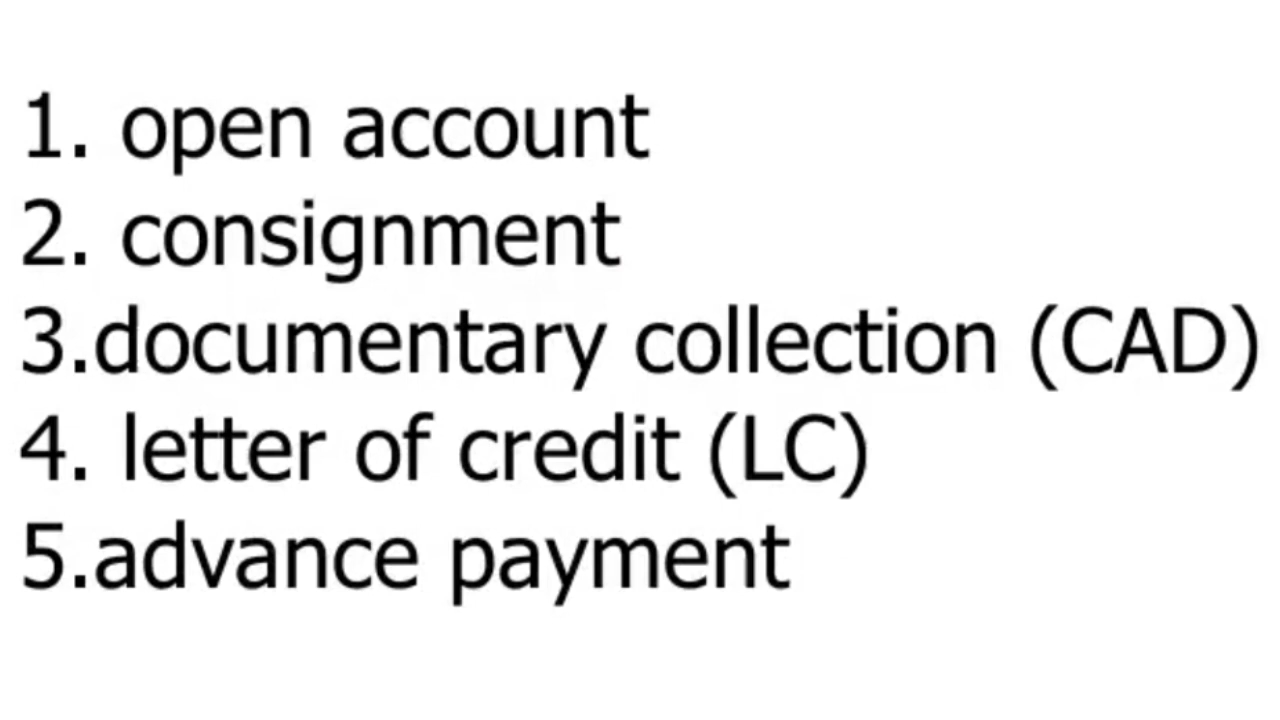 1. open account
2. consignment
3.documentary collection (CAD)
4. letter of credit (LC)
5.advance payment